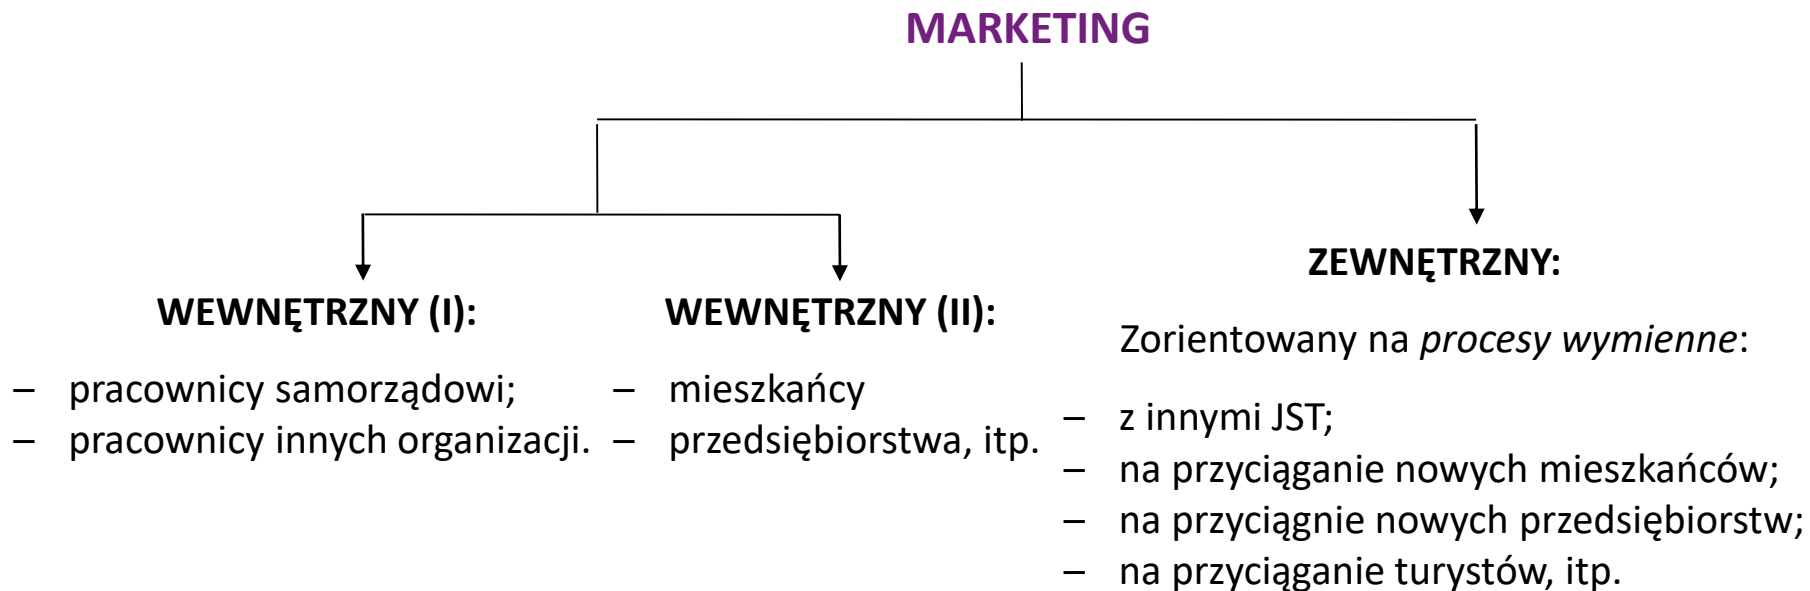 MARKETING
WEWNĘTRZNY (I):
– pracownicy samorządowi;
– pracownicy innych organizacji.
WEWNĘTRZNY (II):
– mieszkańcy
– przedsiębiorstwa, itp.
ZEWNĘTRZNY:
Zorientowany na procesy wymienne:
– z innymi JST;
– na przyciąganie nowych mieszkańców;
– na przyciągnie nowych przedsiębiorstw;
– na przyciąganie turystów, itp.